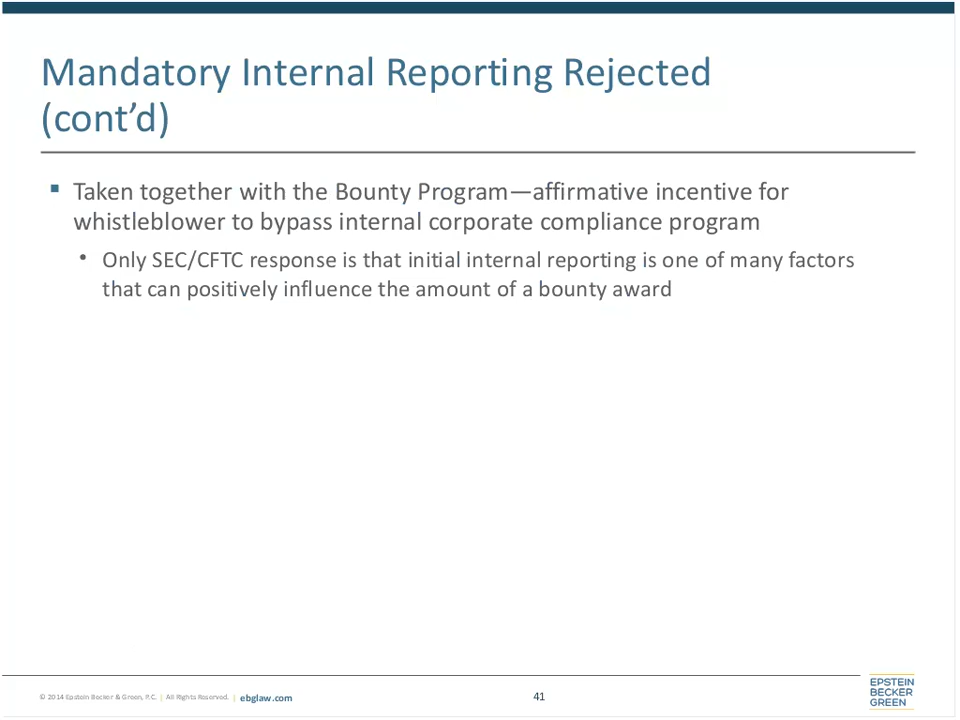 Mandatory Internal Reporting Rejected
(cont’d)
▪ Taken together with the Bounty Program—affirmative incentive for
whistleblower to bypass internal corporate compliance program
• Only SEC/CFTC response is that initial internal reporting is one of many factors
that can positively influence the amount of a bounty award
© 2014 Epstein Becker & Green, P.C. | All Rights Reserved. | ebglaw.com
41
EPSTEIN
BECKER
GREEN